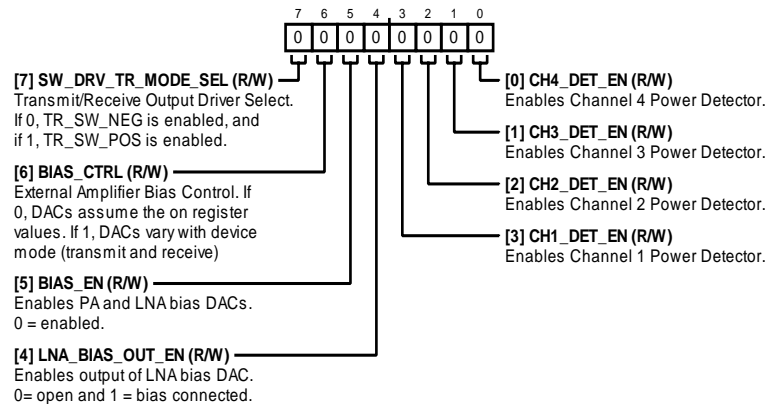 7 6 5 4 3 2 1 0
0 0 0 0 0 0 0 0
[7] SW_DRV_TR_MODE_SEL (R/W)
Transmit/Receive Output Driver Select.
If 0, TR_SW_NEG is enabled, and
if 1, TR_SW_POS is enabled.
[6] BIAS_CTRL (R/W)
External Amplifier Bias Control. If
0, DACs assume the on register
values. If 1, DACs vary with device
mode (transmit and receive)
[5] BIAS_EN (R/W)
Enables PA and LNA bias DACs.
0 = enabled.
[4] LNA_BIAS_OUT_EN (R/W)
Enables output of LNA bias DAC.
0= open and 1 = bias connected.
[0] CH4_DET_EN (R/W)
Enables Channel 4 Power Detector.
[1] CH3_DET_EN (R/W)
Enables Channel 3 Power Detector.
[2] CH2_DET_EN (R/W)
Enables Channel 2 Power Detector.
[3] CH1_DET_EN (R/W)
Enables Channel 1 Power Detector.